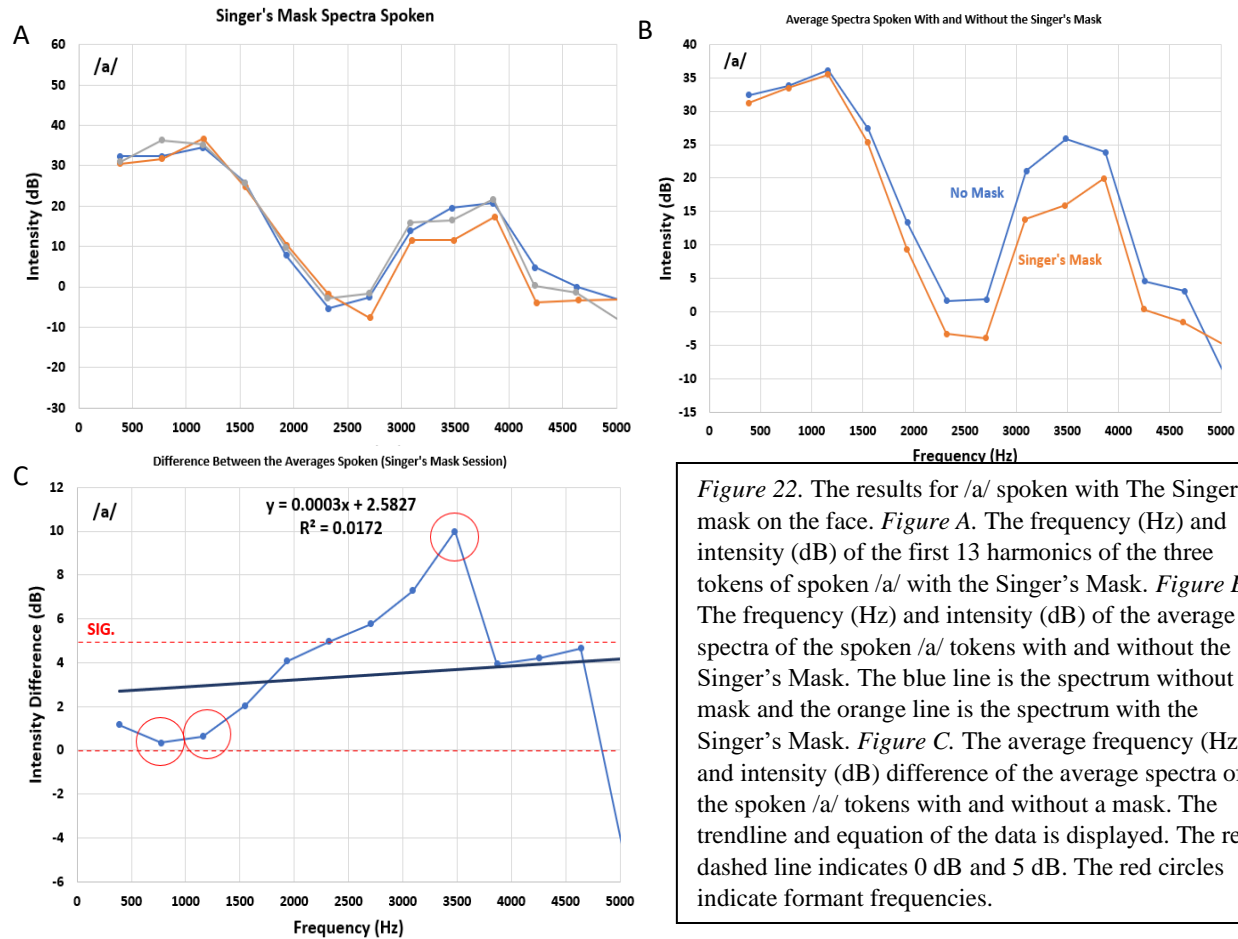 Singer's Mask Spectra Spoken
A
/a/
Intensity (dB)
60
50
40
30
20
10
0
-10
-20
-30
0 500 1000 1500 2000 2500 3000 3500 4000 4500 5000
Average Spectra Spoken With and Without the Singer's Mask
B
/a/
Intensity (dB)
40
35
30
25
20
15
10
5
0
-5
-10
-15
No Mask
Singer's Mask
0 500 1000 1500 2000 2500 3000 3500 4000 4500 5000
Frequency (Hz)
Difference Between the Averages Spoken (Singer's Mask Session)
C
/a/
y = 0.0003x + 2.5827
R² = 0.0172
SIG.
Intensity Difference (dB)
12
10
8
6
4
2
0
-2
-4
-6
0 500 1000 1500 2000 2500 3000 3500 4000 4500 5000
Frequency (Hz)
Figure 22. The results for /a/ spoken with The Singer
mask on the face. Figure A. The frequency (Hz) and
intensity (dB) of the first 13 harmonics of the three
tokens of spoken /a/ with the Singer's Mask. Figure
The frequency (Hz) and intensity (dB) of the average
spectra of the spoken /a/ tokens with and without the
Singer's Mask. The blue line is the spectrum without
mask and the orange line is the spectrum with the
Singer's Mask. Figure C. The average frequency (Hz
and intensity (dB) difference of the average spectra o
the spoken /a/ tokens with and without a mask. The
trendline and equation of the data is displayed. The re
dashed line indicates 0 dB and 5 dB. The red circles
indicate formant frequencies.